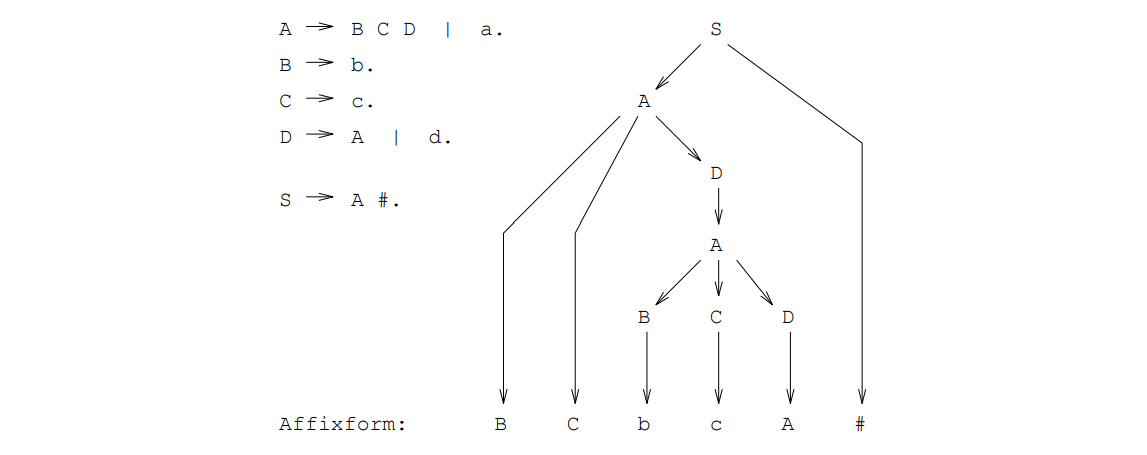 A → B C D | a.
B → b.
C → c.
D → A | d.
S → A #.
S
A
D
A
B C D
Affixform: B C b c A #